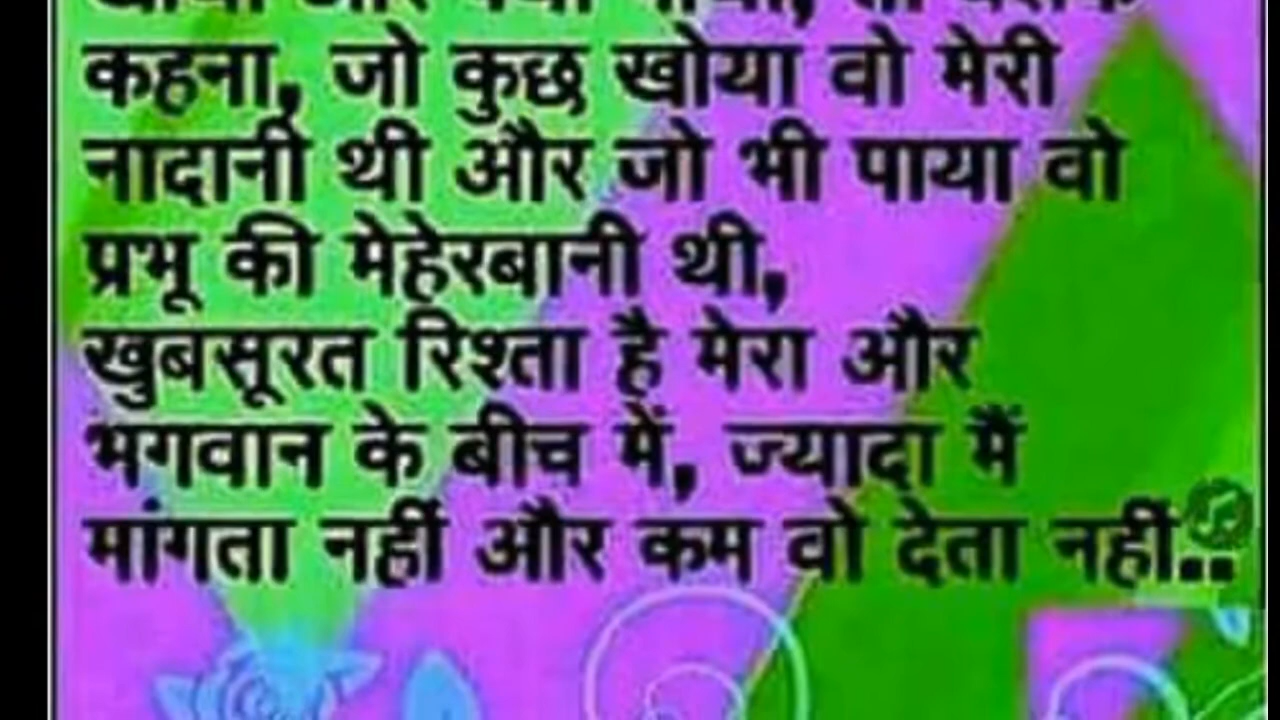 कहना, जो कुछ खोया वो मेरी
नादानी थी और जो भी पाया वो
प्रभू की मेहेरबानी थी,
खुबसूरत रिश्ता है मेरा और
भगवान के बीच में, ज्यादा मैं
मांगता नहीं और कम वो देता नहीं..